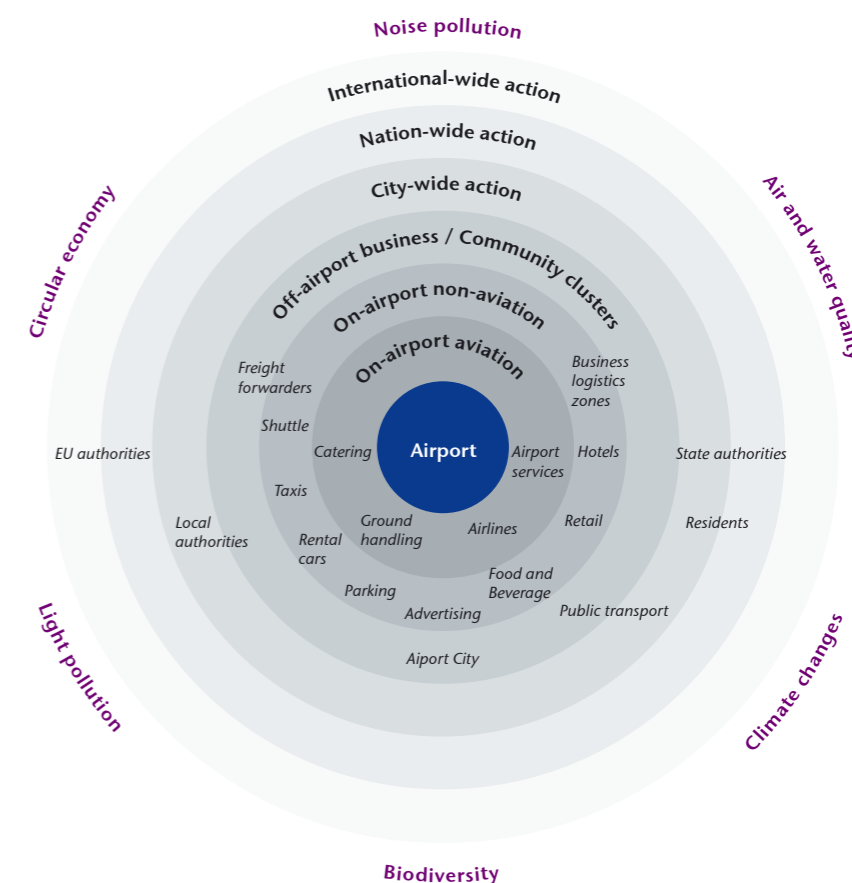 Noise pollution
International-wide action
Nation-wide action
City-wide action
Off-airport business / Community clusters
On-airport non-aviation
On-airport aviation
Airport
Circular economy
Air and water quality
Freight
forwarders
Business
logistics
zones
Shuttle
Catering
Airport
services
Hotels
EU authorities
State authorities
Taxis
Local
authorities
Rental
cars
Ground
handling
Airlines
Retail
Residents
Parking
Advertising
Food and
Beverage
Public transport
Aiport City
Light pollution
Climate changes
Biodiversity